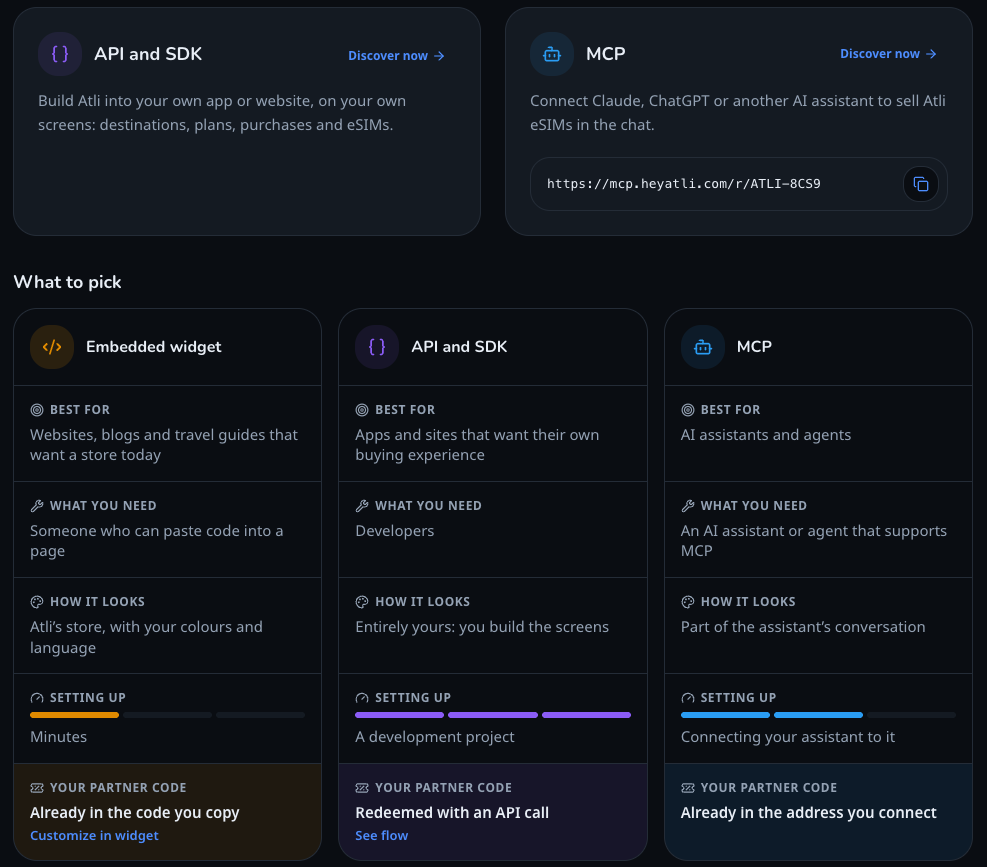 API and SDK
Discover now →
Build Atli into your own app or website, on your own
screens: destinations, plans, purchases and eSIMs.
MCP
Discover now →
Connect Claude, ChatGPT or another AI assistant to sell Atli
eSIMs in the chat.
https://mcp.heyatli.com/r/ATLI-8CS9
What to pick
Embedded widget
BEST FOR
Websites, blogs and travel guides that
want a store today
WHAT YOU NEED
Someone who can paste code into a
page
HOW IT LOOKS
Atli’s store, with your colours and
language
SETTING UP
Minutes
YOUR PARTNER CODE
Already in the code you copy
Customize in widget
API and SDK
BEST FOR
Apps and sites that want their own
buying experience
WHAT YOU NEED
Developers
HOW IT LOOKS
Entirely yours: you build the screens
SETTING UP
A development project
YOUR PARTNER CODE
Redeemed with an API call
See flow
MCP
BEST FOR
AI assistants and agents
WHAT YOU NEED
An AI assistant or agent that supports
MCP
HOW IT LOOKS
Part of the assistant’s conversation
SETTING UP
Connecting your assistant to it
YOUR PARTNER CODE
Already in the address you connect